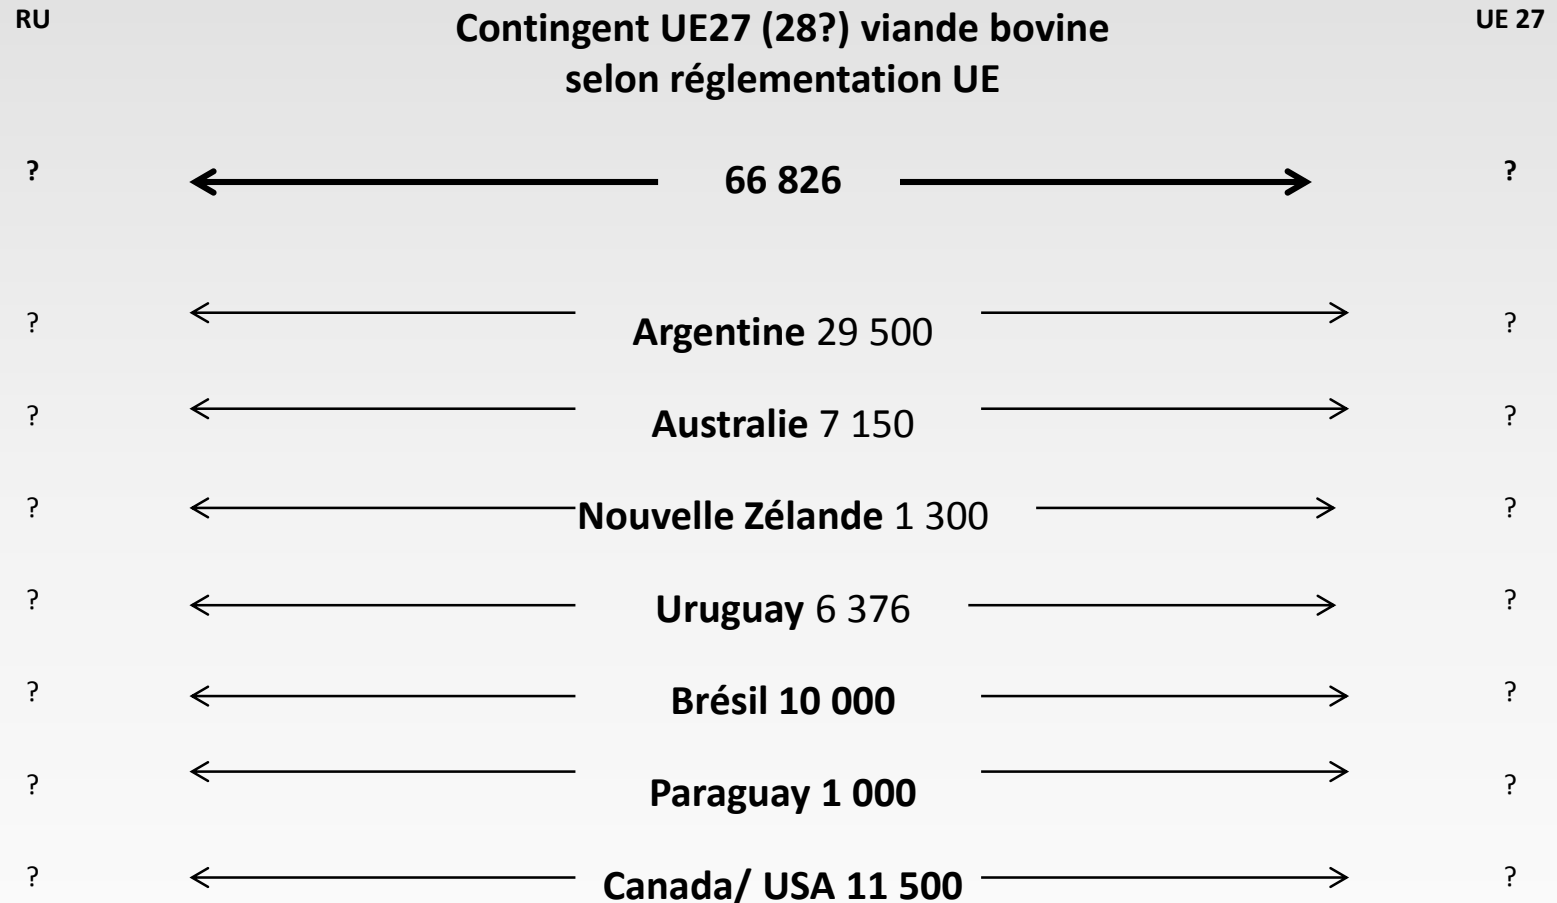 RU
Contingent UE27 (28?) viande bovine
UE 27
selon réglementation UE
? 66 826 ?
? Argentine 29 500 ?
? Australie 7 150 ?
? Nouvelle Zélande 1 300 ?
? Uruguay 6 376 ?
? Brésil 10 000 ?
? Paraguay 1 000 ?
? Canada/ USA 11 500 ?